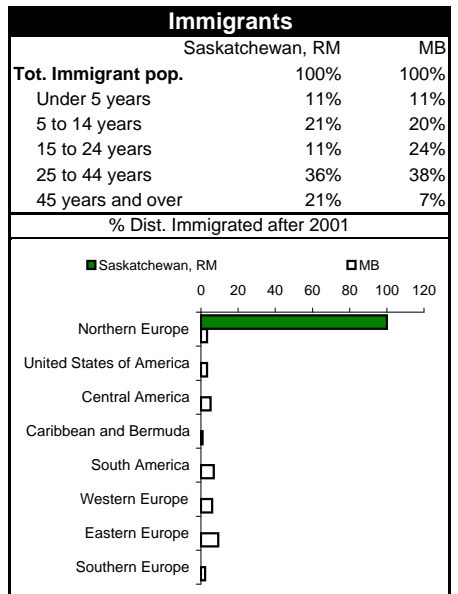 Immigrants
Saskatchewan, RM MB
Tot. Immigrant pop. 100% 100%
Under 5 years 11% 11%
5 to 14 years 21% 20%
15 to 24 years 11% 24%
25 to 44 years 36% 38%
45 years and over 21% 7%
% Dist. Immigrated after 2001
Saskatchewan, RM MB
0 20 40 60 80 100 120
Northern Europe
United States of America
Central America
Caribbean and Bermuda
South America
Western Europe
Eastern Europe
Southern Europe